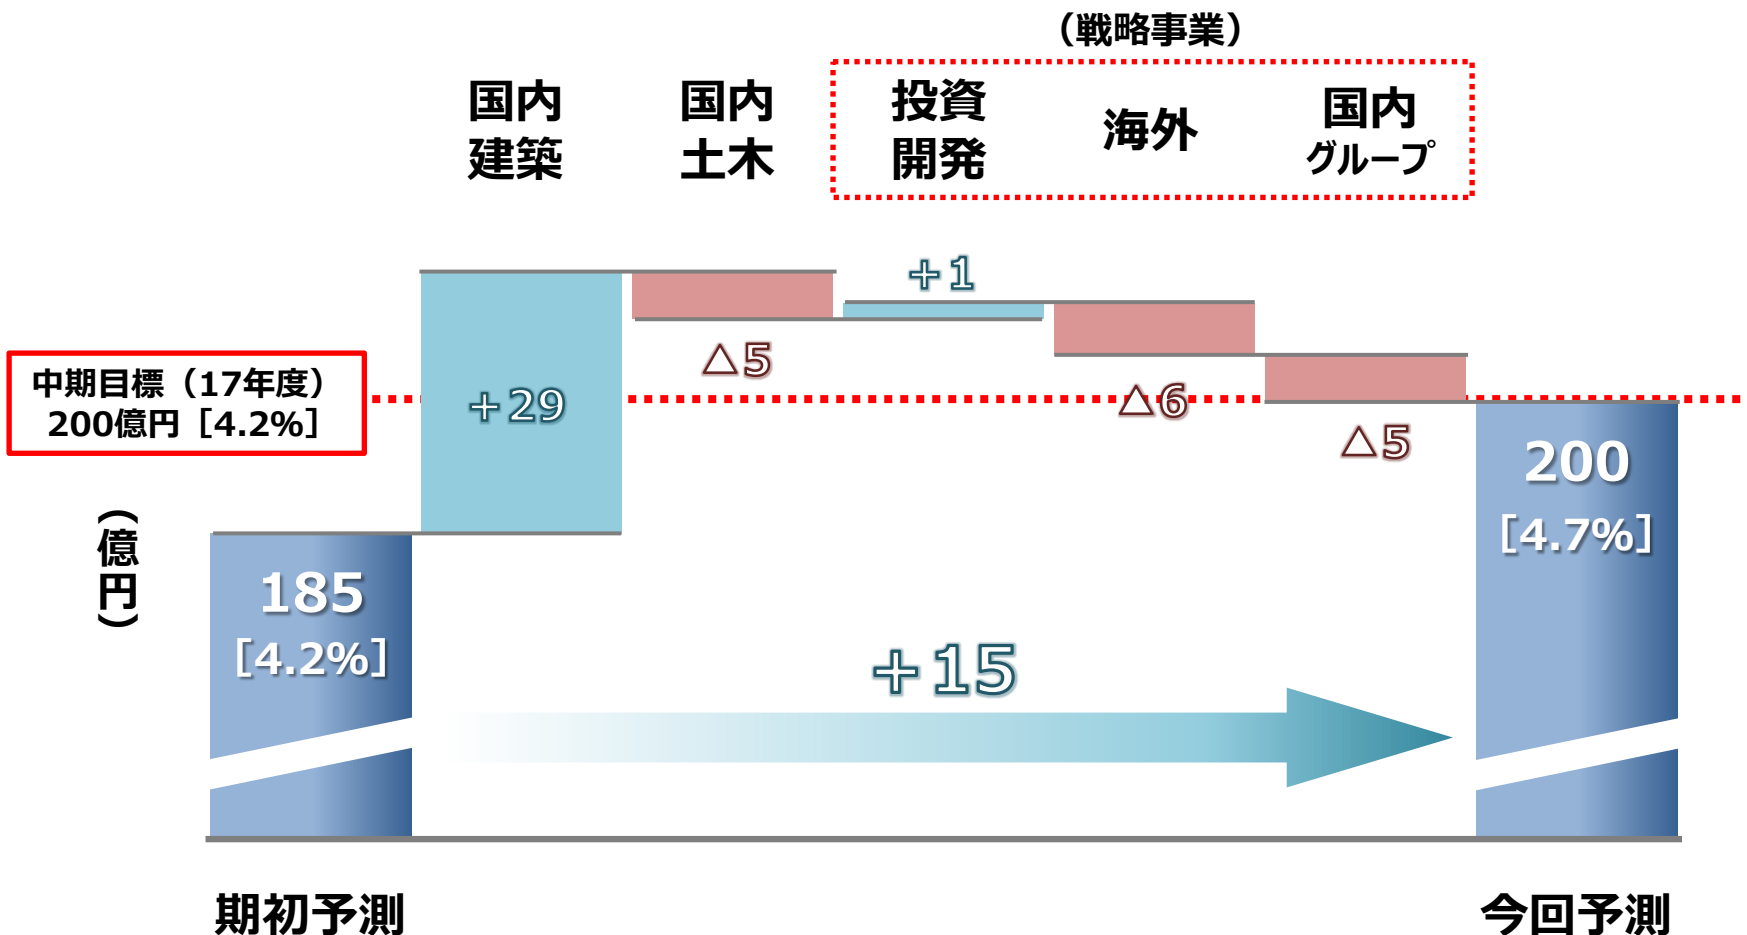 （戦略事業）
国内
建築
国内
土木
投資
開発
海外
国内
グループ
+1
△5
中期目標（17年度）
200億円［4.2%］
+29
△6
△5
200
［4.7%］
（億円）
185
［4.2%］
+15
期初予測
今回予測